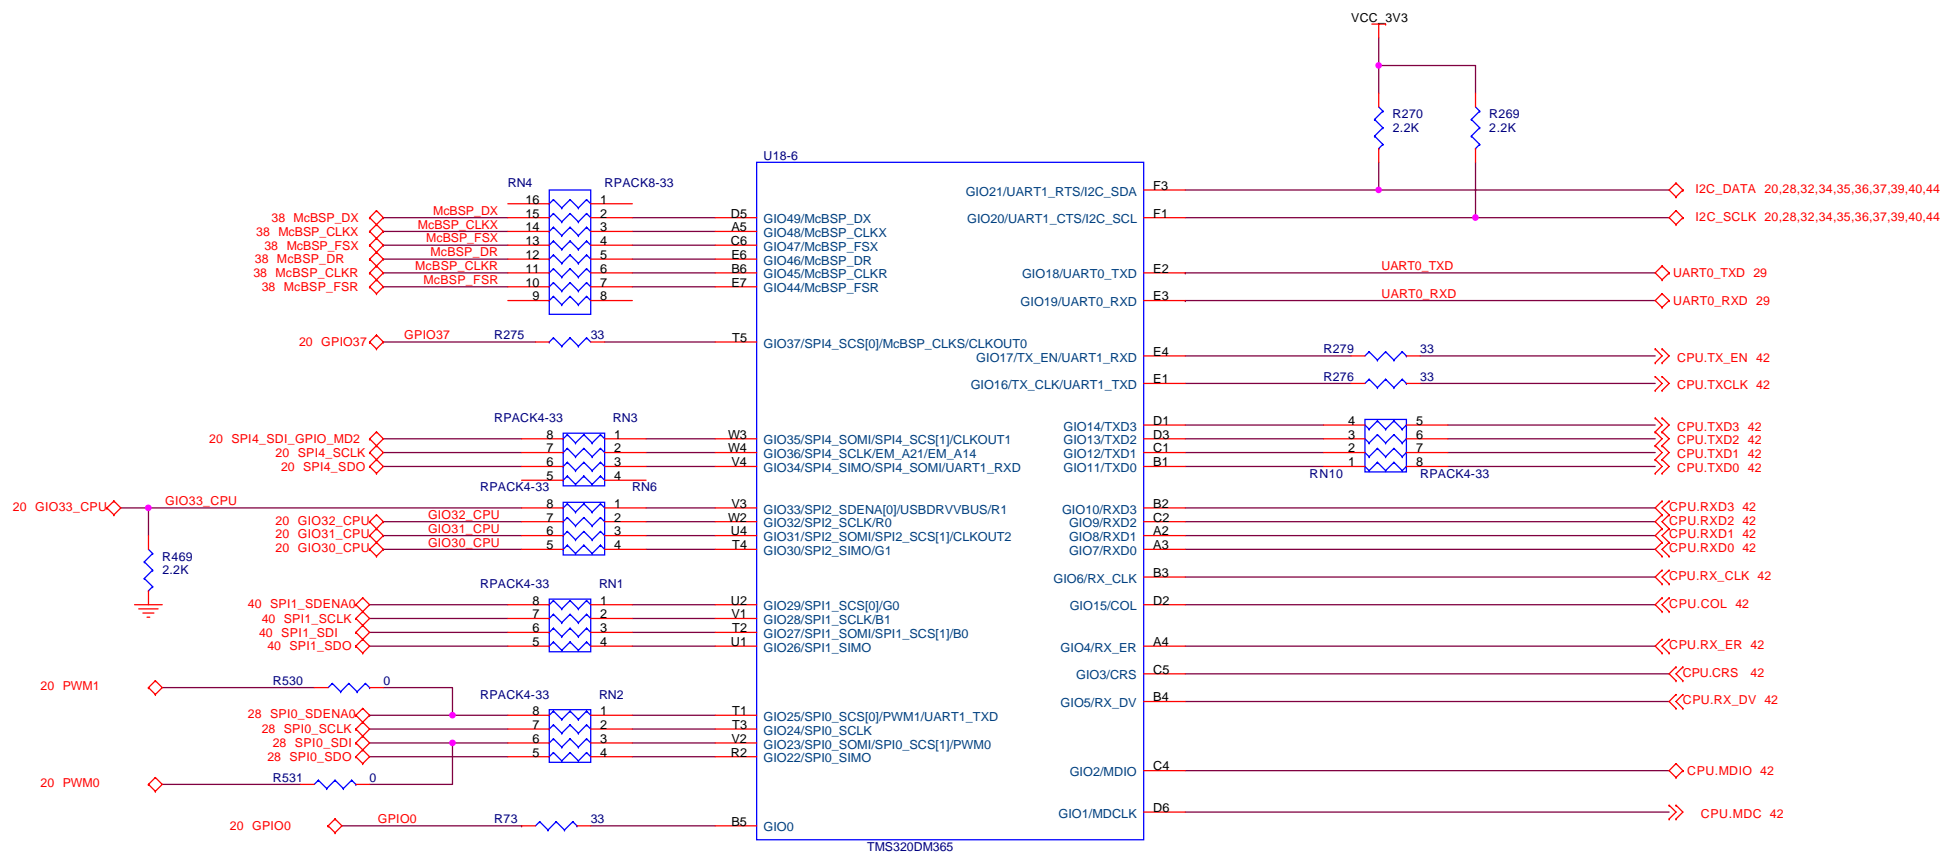 VCC_3V3
R270
2.2K
R269
2.2K
U18-6
RN4 RPACK8-33
16 1
38 McBSP_DX McBSP_DX 15 2 D5 GIO49/McBSP_DX
38 McBSP_CLKX McBSP_CLKX 14 3 A5 GIO48/McBSP_CLKX
38 McBSP_FSX McBSP_FSX 13 4 C6 GIO47/McBSP_FSX
38 McBSP_DR McBSP_DR 12 5 E6 GIO46/McBSP_DR
38 McBSP_CLKR McBSP_CLKR 11 6 B6 GIO45/McBSP_CLKR
38 McBSP_FSR McBSP_FSR 10 7 E7 GIO44/McBSP_FSR
9 8
20 GPIO37 GPIO37 R275 33 T5 GIO37/SPI4_SCS[0]/McBSP_CLKS/CLKOUT0
RPACK4-33 RN3
20 SPI4_SDI_GPIO_MD2 8 1 W3 GIO35/SPI4_SOMI/SPI4_SCS[1]/CLKOUT1
20 SPI4_SCLK 7 2 W4 GIO36/SPI4_SCLK/EM_A21/EM_A14
20 SPI4_SDO 6 3 V4 GIO34/SPI4_SIMO/SPI4_SOMI/UART1_RXD
5 4
RPACK4-33 RN6
20 GIO33_CPU GIO33_CPU 8 1 V3 GIO33/SPI2_SDENA[0]/USBDRVVBUS/R1
20 GIO32_CPU GIO32_CPU 7 2 W2 GIO32/SPI2_SCLK/R0
20 GIO31_CPU GIO31_CPU 6 3 U4 GIO31/SPI2_SOMI/SPI2_SCS[1]/CLKOUT2
20 GIO30_CPU GIO30_CPU 5 4 T4 GIO30/SPI2_SIMO/G1
R469
2.2K
RPACK4-33 RN1
40 SPI1_SDENA0 8 1 U2 GIO29/SPI1_SCS[0]/G0
40 SPI1_SCLK 7 2 V1 GIO28/SPI1_SCLK/B1
40 SPI1_SDI 6 3 T2 GIO27/SPI1_SOMI/SPI1_SCS[1]/B0
40 SPI1_SDO 5 4 U1 GIO26/SPI1_SIMO
20 PWM1 R530 0
RPACK4-33 RN2
28 SPI0_SDENA0 8 1 T1 GIO25/SPI0_SCS[0]/PWM1/UART1_TXD
28 SPI0_SCLK 7 2 T3 GIO24/SPI0_SCLK
28 SPI0_SDI 6 3 V2 GIO23/SPI0_SOMI/SPI0_SCS[1]/PWM0
28 SPI0_SDO 5 4 R2 GIO22/SPI0_SIMO
20 PWM0 R531 0
20 GPIO0 GPIO0 R73 33 B5 GIO0
GIO21/UART1_RTS/I2C_SDA F3 I2C_DATA 20,28,32,34,35,36,37,39,40,44
GIO20/UART1_CTS/I2C_SCL F1 I2C_SCLK 20,28,32,34,35,36,37,39,40,44
GIO18/UART0_TXD E2 UART0_TXD UART0_TXD 29
GIO19/UART0_RXD E3 UART0_RXD UART0_RXD 29
GIO17/TX_EN/UART1_RXD E4 R279 33 CPU.TX_EN 42
GIO16/TX_CLK/UART1_TXD E1 R276 33 CPU.TXCLK 42
GIO14/TXD3 D1 4 5 CPU.TXD3 42
GIO13/TXD2 D3 3 6 CPU.TXD2 42
GIO12/TXD1 C1 2 7 CPU.TXD1 42
GIO11/TXD0 B1 1 8 CPU.TXD0 42
RN10 RPACK4-33
GIO10/RXD3 B2 CPU.RXD3 42
GIO9/RXD2 C2 CPU.RXD2 42
GIO8/RXD1 A2 CPU.RXD1 42
GIO7/RXD0 A3 CPU.RXD0 42
GIO6/RX_CLK B3 CPU.RX_CLK 42
GIO15/COL D2 CPU.COL 42
GIO4/RX_ER A4 CPU.RX_ER 42
GIO3/CRS C5 CPU.CRS 42
GIO5/RX_DV B4 CPU.RX_DV 42
GIO2/MDIO C4 CPU.MDIO 42
GIO1/MDCLK D6 CPU.MDC 42
TMS320DM365